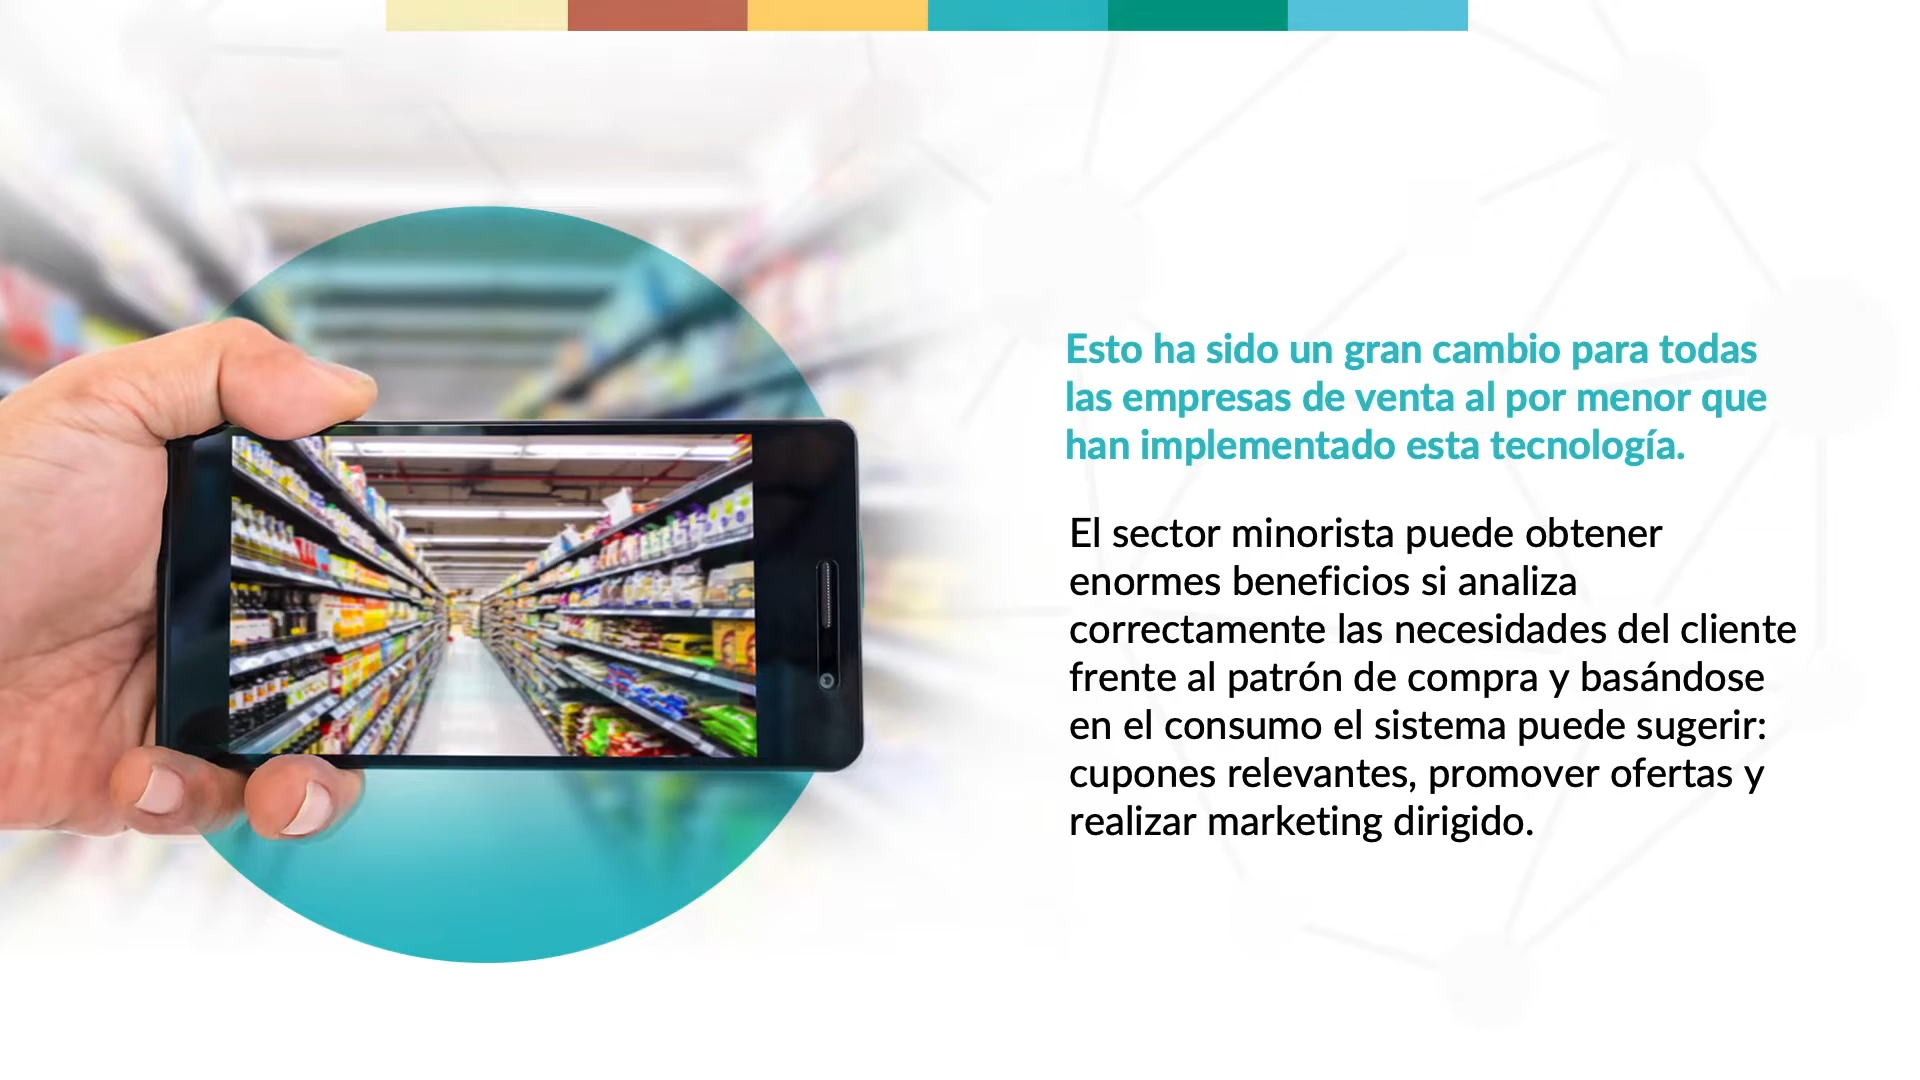 Esto ha sido un gran cambio para todas
las empresas de venta al por menor que
han implementado esta tecnología.
El sector minorista puede obtener
enormes beneficios si analiza
correctamente las necesidades del cliente
frente al patrón de compra y basándose
en el consumo el sistema puede sugerir:
cupones relevantes, promover ofertas y
realizar marketing dirigido.